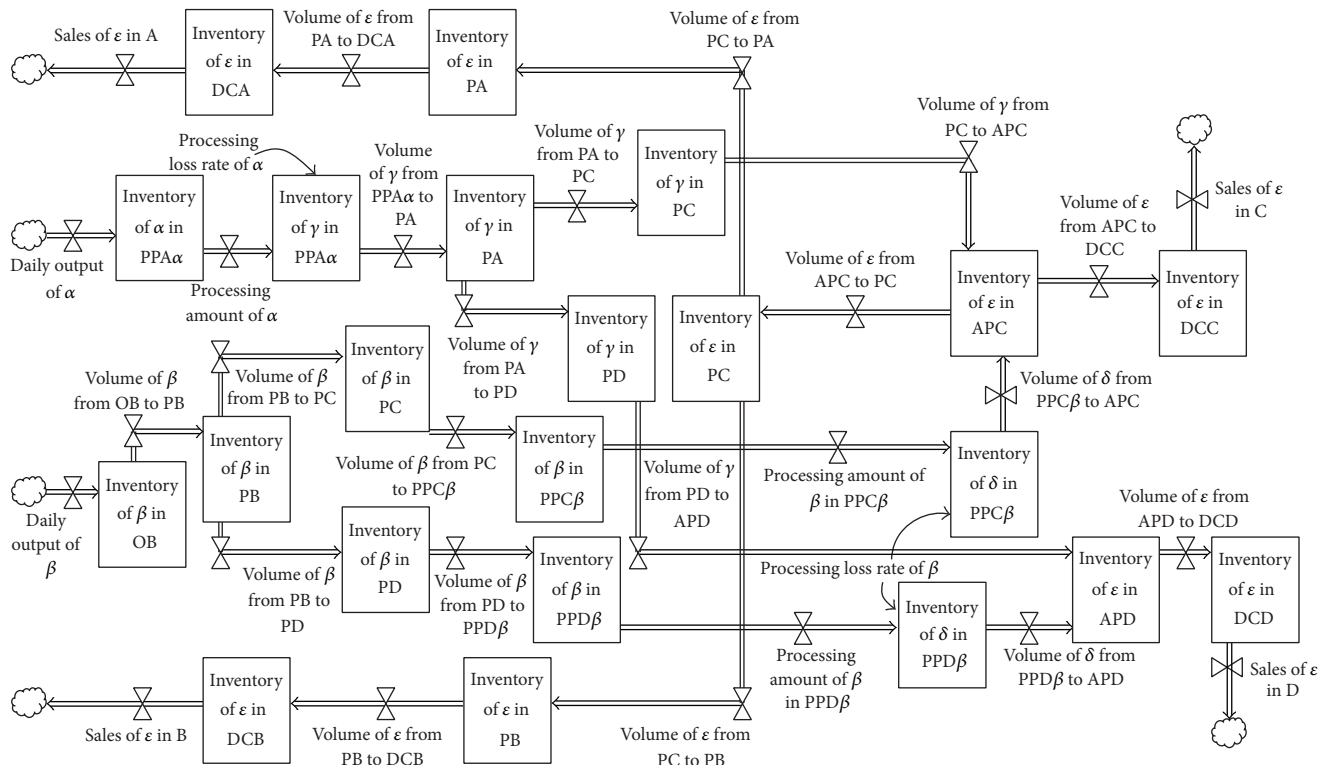 Sales of ε in A
Inventory
of ε in
DCA
Volume of ε from
PA to DCA
Inventory
of ε in
PA
Volume of ε from
PC to PA
Processing
loss rate of α
Volume
of γ from
PPAα to
PA
Volume of γ
from PA to
PC
Inventory
of γ in
PC
Volume of γ from
PC to APC
Daily output
of α
Inventory
of α in
PPAα
Processing
amount of α
Inventory
of γ in
PPAα
Inventory
of γ in
PA
Volume of ε
from APC to
DCC
Sales of ε
in C
Volume of ε from
APC to PC
Inventory
of ε in
APC
Inventory
of ε in
DCC
Volume of γ
from PA
to PD
Inventory
of γ in
PD
Inventory
of ε in
PC
Volume of β
from OB to PB
Volume of β
from PB to PC
Inventory
of β in
PC
Volume of δ from
PPCβ to APC
Daily
output of
β
Inventory
of β in
OB
Inventory
of β in
PB
Volume of β from PC
to PPCβ
Inventory
of β in
PPCβ
Volume of γ
from PD to
APD
Processing amount of
β in PPCβ
Inventory
of δ in
PPCβ
Volume of ε from
APD to DCD
Volume of β
from PB to
PD
Inventory
of β in
PD
Volume of β
from PD to
PPDβ
Inventory
of β in
PPDβ
Processing loss rate of β
Processing
amount of β
in PPDβ
Inventory
of δ in
PPDβ
Volume of δ from
PPDβ to APD
Inventory
of ε in
APD
Inventory
of ε in
DCD
Sales of ε
in D
Sales of ε in B
Inventory
of ε in
DCB
Volume of ε from
PB to DCB
Inventory
of ε in
PB
Volume of ε from
PC to PB